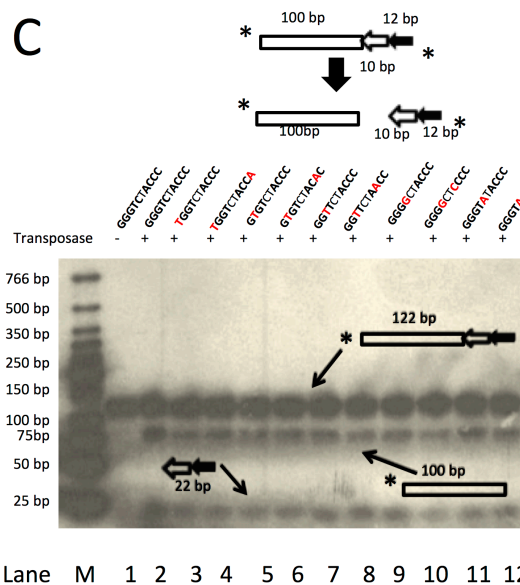 C
100 bp
12 bp
*
*
10 bp
*
100bp
10 bp
12 bp
*
GGGTCTACCC
GGGTCTACCC
TGGTCTACCC
TGGTCTACCA
GTGTCTACCC
GTGTCTACAC
GGTTCTACCC
GGTTCTAACC
GGGGCTACCC
GGGGCTCCCC
GGGTATACCC
GGGTA
Transposase - + + + + + + + + + + +
766 bp
500 bp
350 bp
250 bp
150 bp
100 bp
75bp
50 bp
25 bp
* 122 bp
22 bp
100 bp
*
Lane M 1 2 3 4 5 6 7 8 9 10 11 12